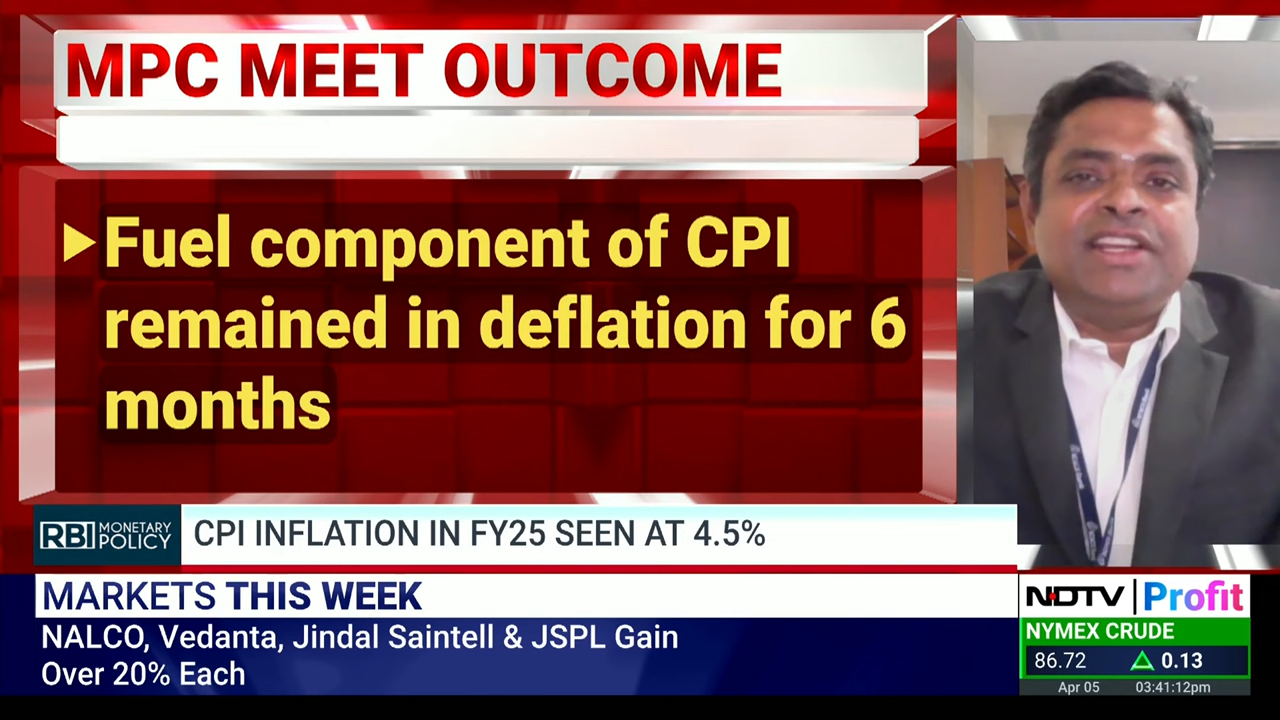 MPC MEET OUTCOME
Fuel component of CPI
remained in deflation for 6
months
RBI MONETARY POLICY
CPI INFLATION IN FY25 SEEN AT 4.5%
MARKETS THIS WEEK
NALCO, Vedanta, Jindal Saintell & JSPL Gain
Over 20% Each
NDTV Profit
NYMEX CRUDE
86.72 0.13
Apr 05 03:41:12pm